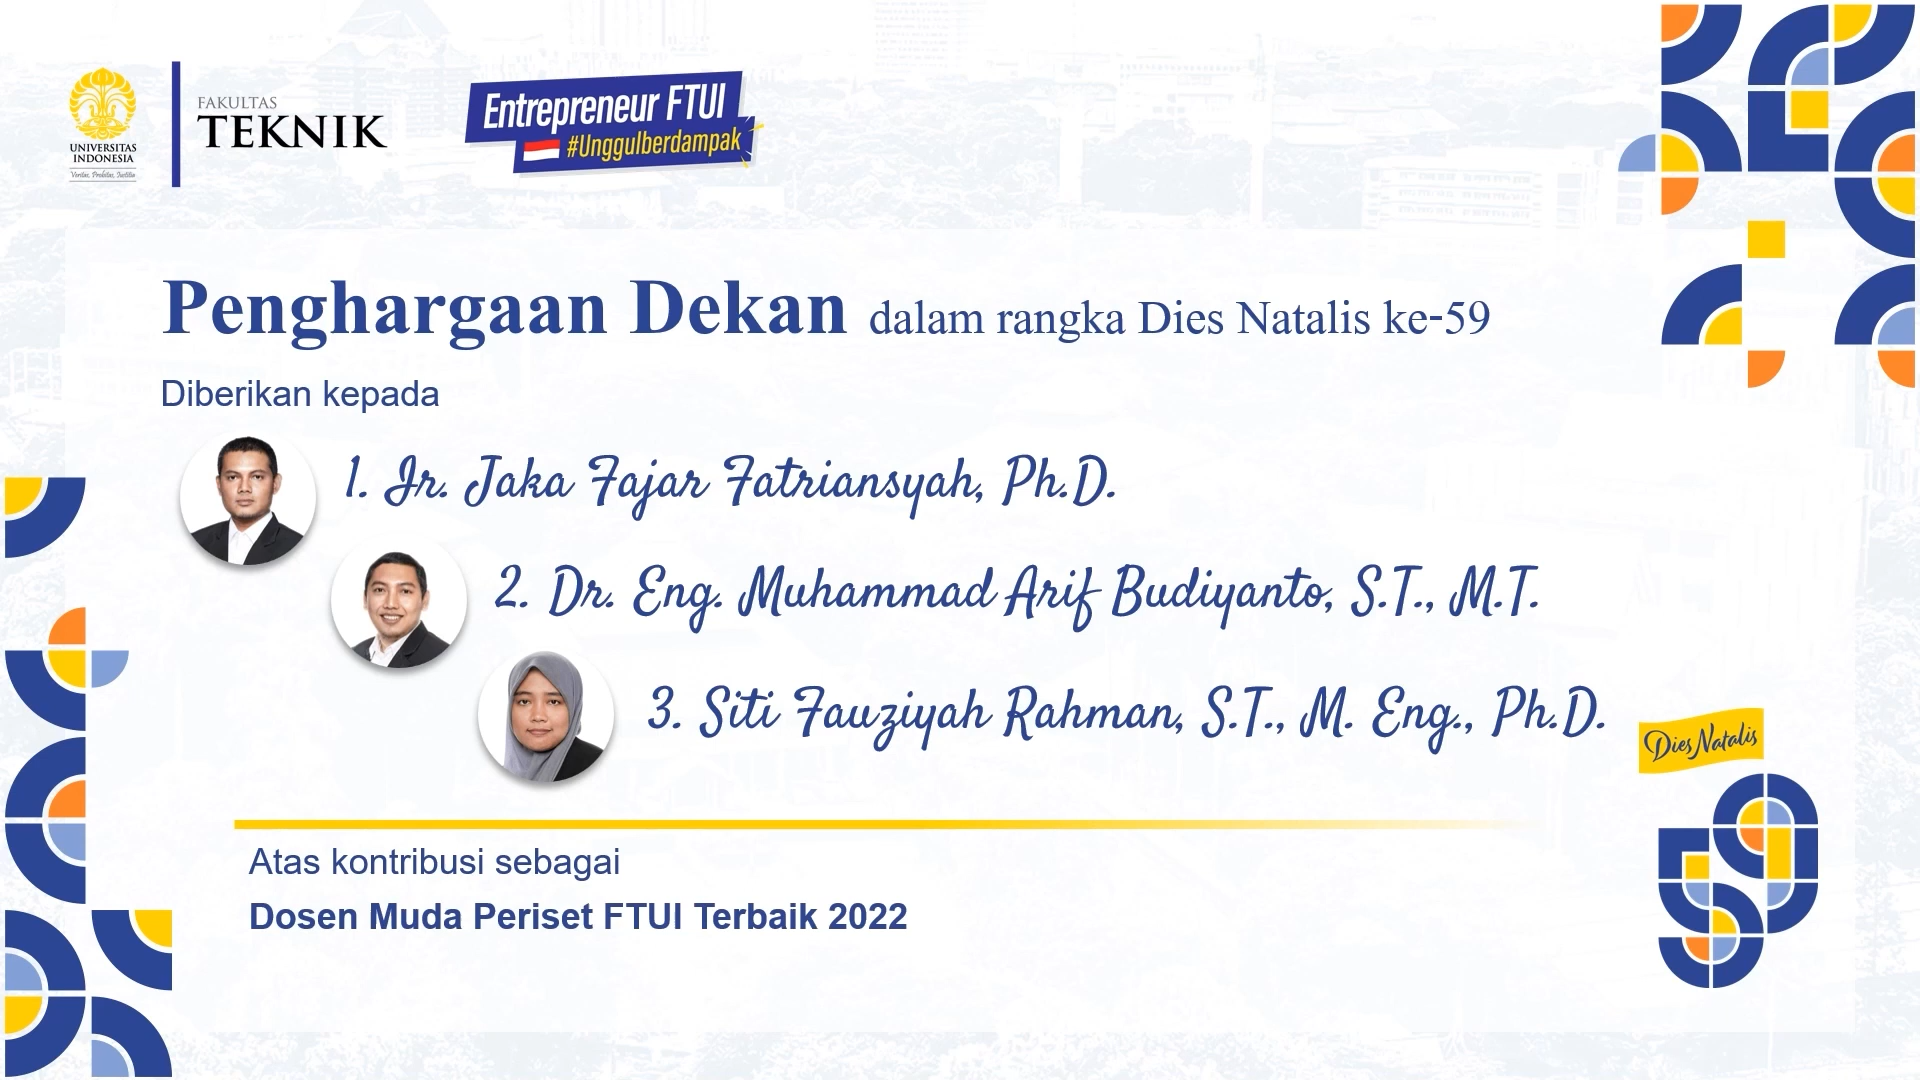 UNIVERSITAS
INDONESIA
Veritas, Probitas, Justitia
FAKULTAS
TEKNIK
Entrepreneur FTUI
#Unggulberdampak
Penghargaan Dekan dalam rangka Dies Natalis ke-59
Diberikan kepada
1. Ir. Jaka Fajar Fatriansyah, Ph.D.
2. Dr. Eng. Muhammad Arif Budiyanto, S.T., M.T.
3. Siti Fauziyah Rahman, S.T., M. Eng., Ph.D.
Dies Natalis
59
Atas kontribusi sebagai
Dosen Muda Periset FTUI Terbaik 2022